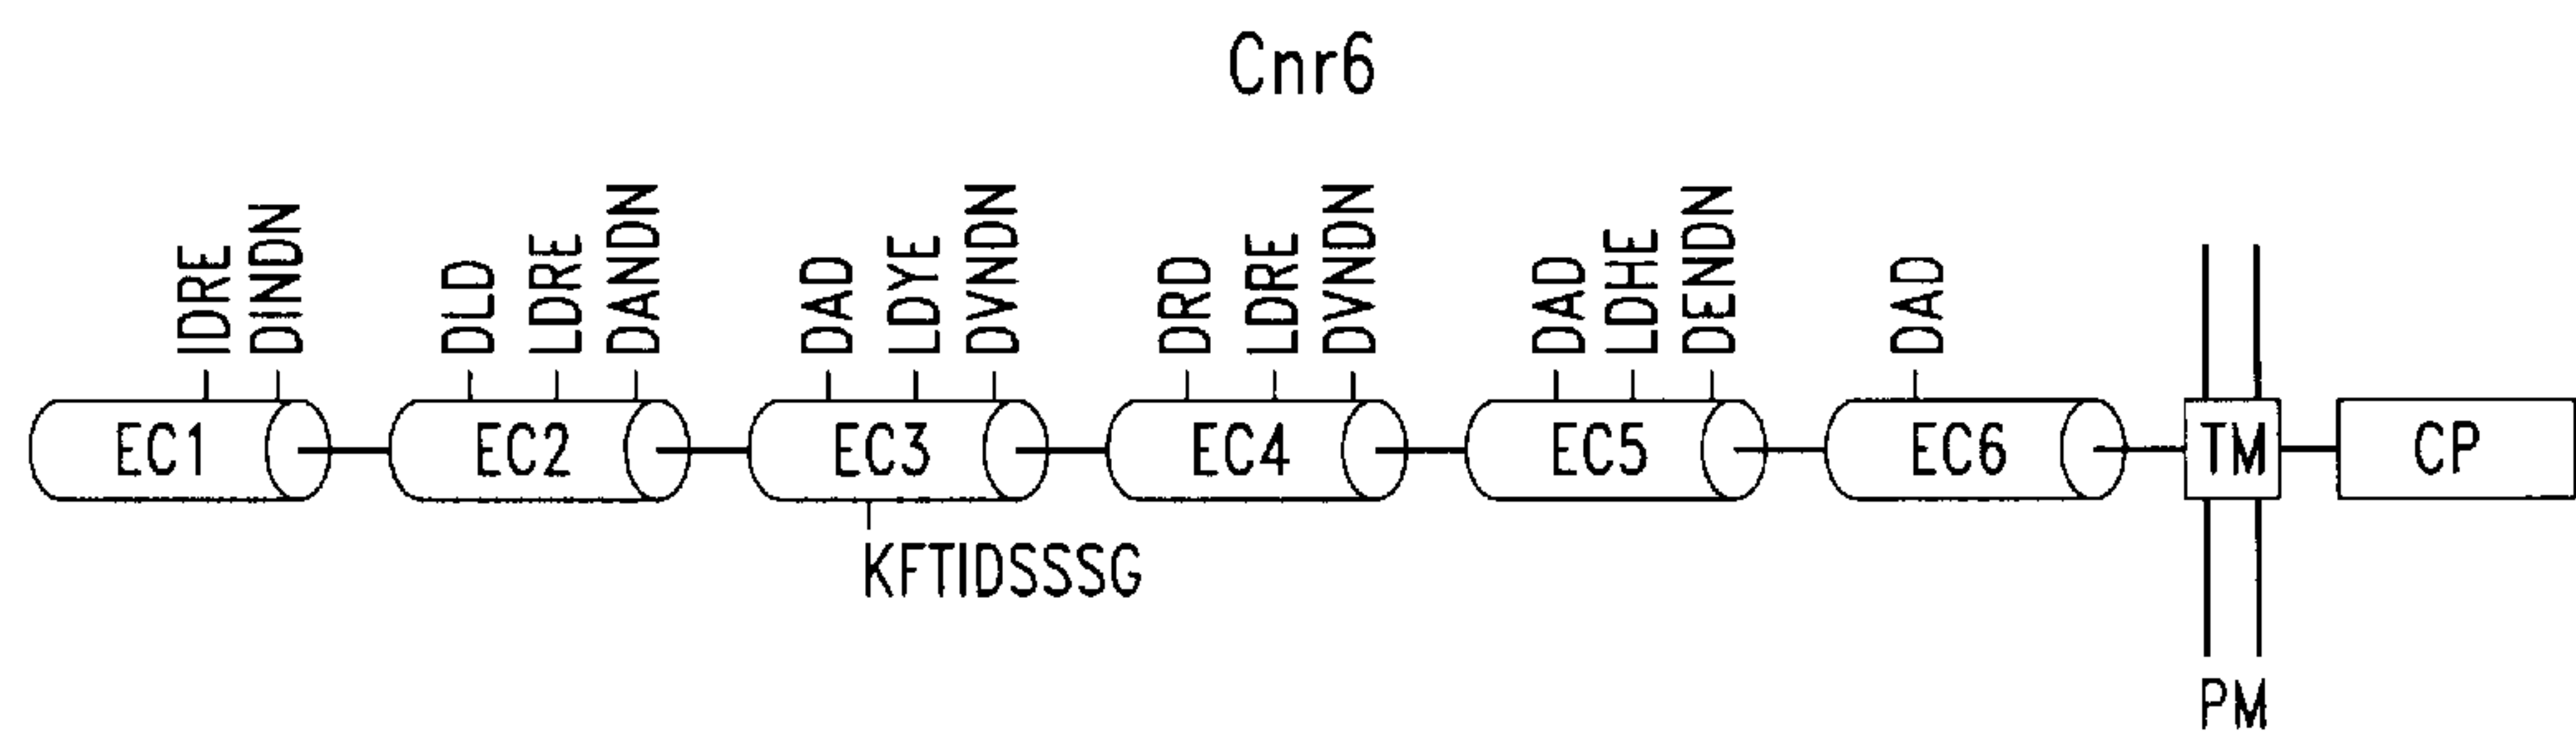 Cnr6
IDRE
DINDN
DLD
LDRE
DANDN
DAD
LDYE
DVNDN
DRD
LDRE
DVNDN
DAD
LDHE
DENDN
DAD
EC1
EC2
EC3
EC4
EC5
EC6
TM
CP
KFTIDSSSG
PM